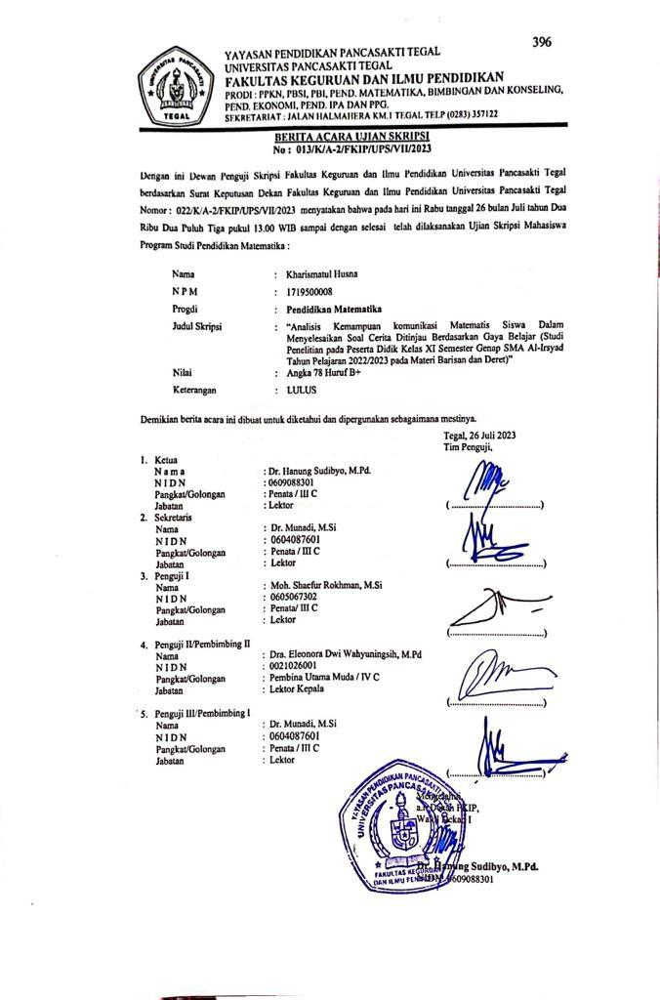 396
UNIVERSITAS PANCASAKTI
TEGAL
YAYASAN PENDIDIKAN PANCASAKTI TEGAL
UNIVERSITAS PANCASAKTI TEGAL
FAKULTAS KEGURUAN DAN ILMU PENDIDIKAN
PRODI : PPKN, PBSI, PBI, PEND. MATEMATIKA, BIMBINGAN DAN KONSELING,
PEND. EKONOMI, PEND. IPA DAN PPG.
SEKRETARIAT : JALAN HALMAHERA KM.1 TEGAL TELP (0283) 357122
BERITA ACARA UJIAN SKRIPSI
No : 013/K/A-2/FKIP/UPS/VII/2023
Dengan ini Dewan Penguji Skripsi Fakultas Keguruan dan Ilmu Pendidikan Universitas Pancasakti Tegal
berdasarkan Surat Keputusan Dekan Fakultas Keguruan dan Ilmu Pendidikan Universitas Pancasakti Tegal
Nomor : 022/K/A-2/FKIP/UPS/VII/2023 menyatakan bahwa pada hari ini Rabu tanggal 26 bulan Juli tahun Dua
Ribu Dua Puluh Tiga pukul 13.00 WIB sampai dengan selesai telah dilaksanakan Ujian Skripsi Mahasiswa
Program Studi Pendidikan Matematika :
Nama : Kharismatul Husna
N P M : 1719500008
Progdi : Pendidikan Matematika
Judul Skripsi : "Analisis Kemampuan komunikasi Matematis Siswa Dalam
Menyelesaikan Soal Cerita Ditinjau Berdasarkan Gaya Belajar (Studi
Penelitian pada Peserta Didik Kelas XI Semester Genap SMA Al-Irsyad
Tahun Pelajaran 2022/2023 pada Materi Barisan dan Deret)"
Nilai : Angka 78 Huruf B+
Keterangan : LULUS
Demikian berita acara ini dibuat untuk diketahui dan dipergunakan sebagaimana mestinya.
Tegal, 26 Juli 2023
Tim Penguji,
1. Ketua
N a m a : Dr. Hanung Sudibyo, M.Pd.
N I D N : 0609088301
Pangkat/Golongan : Penata / III C
Jabatan : Lektor (..............................)
2. Sekretaris
Nama : Dr. Munadi, M.Si
N I D N : 0604087601
Pangkat/Golongan : Penata / III C
Jabatan : Lektor (..............................)
3. Penguji I
Nama : Moh. Shaefur Rokhman, M.Si
N I D N : 0605067302
Pangkat/Golongan : Penata/ III C
Jabatan : Lektor (..............................)
4. Penguji II/Pembimbing II
Nama : Dra. Eleonora Dwi Wahyuningsih, M.Pd
N I D N : 0021026001
Pangkat/Golongan : Pembina Utama Muda / IV C
Jabatan : Lektor Kepala (..............................)
5. Penguji III/Pembimbing I
Nama : Dr. Munadi, M.Si
N I D N : 0604087601
Pangkat/Golongan : Penata / III C
Jabatan : Lektor (..............................)
YAYASAN PENDIDIKAN PANCASAKTI
UNIVERSITAS PANCASAKTI
FAKULTAS KEGURUAN
DAN ILMU PENDIDIKAN
Mengetahui,
a.n Dekan FKIP,
Wakil Dekan I
Dr. Hanung Sudibyo, M.Pd.
NIDN. 0609088301